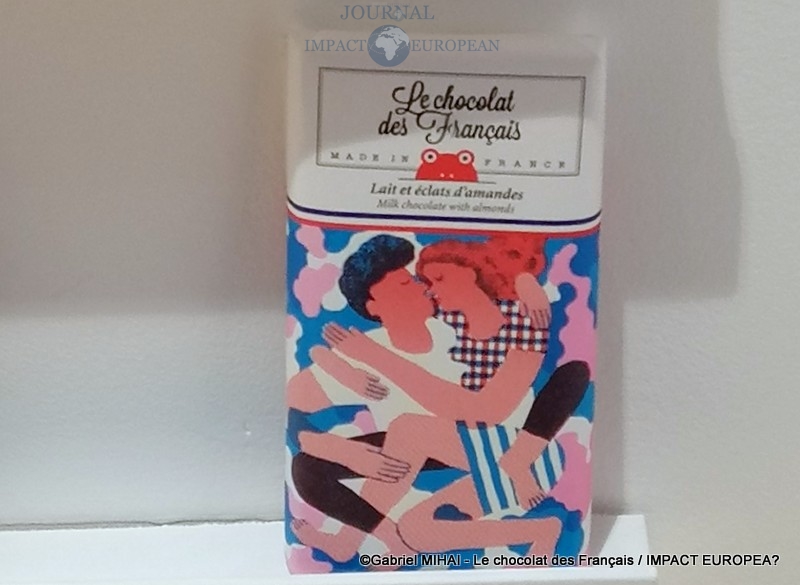 JOURNAL
IMPACT EUROPEAN
Le chocolat
des Français
MADE IN FRANCE
Lait et éclats d'amandes
Milk chocolate with almonds
©Gabriel MIHAI - Le chocolat des Français / IMPACT EUROPEA?